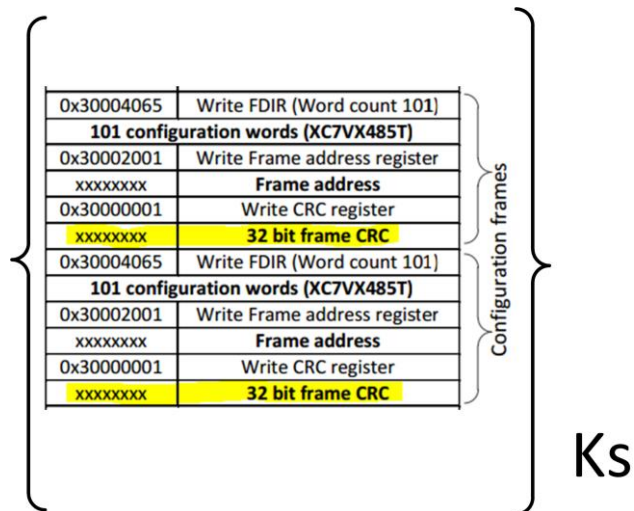 0x30004065 Write FDIR (Word count 101)
101 configuration words (XC7VX485T)
0x30002001 Write Frame address register
xxxxxxxx Frame address
0x30000001 Write CRC register
xxxxxxxx 32 bit frame CRC
0x30004065 Write FDIR (Word count 101)
101 configuration words (XC7VX485T)
0x30002001 Write Frame address register
xxxxxxxx Frame address
0x30000001 Write CRC register
xxxxxxxx 32 bit frame CRC
Configuration frames
Ks